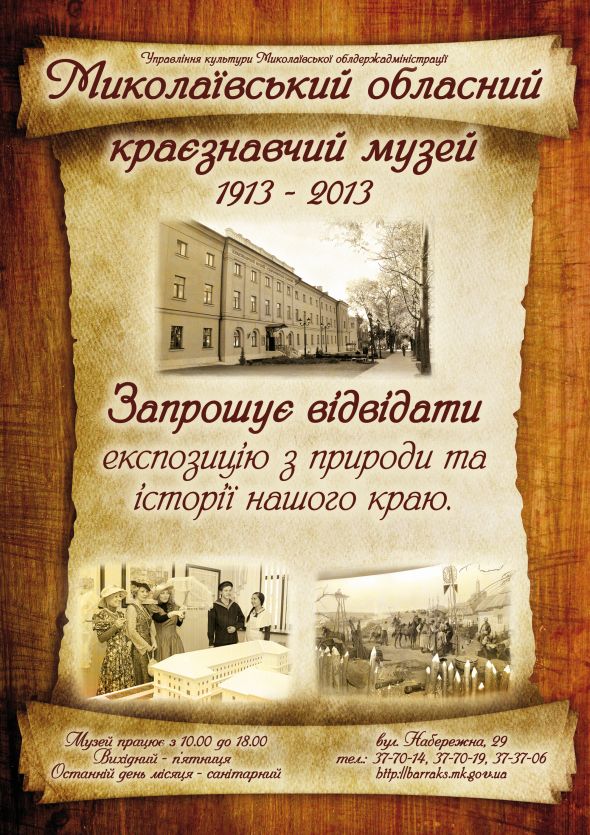 Управління культури Миколаївської облдержадміністрації
Миколаївський обласний
краєзнавчий музей
1913 - 2013
Запрошує відвідати
експозицію з природи та
історії нашого краю.
Музей працює з 10.00 до 18.00
Вихідний - п'ятниця
Останній день місяця - санітарний
вул. Набережна, 29
тел.: 37-70-14, 37-70-19, 37-37-06
http://barraks.mk.gov.ua